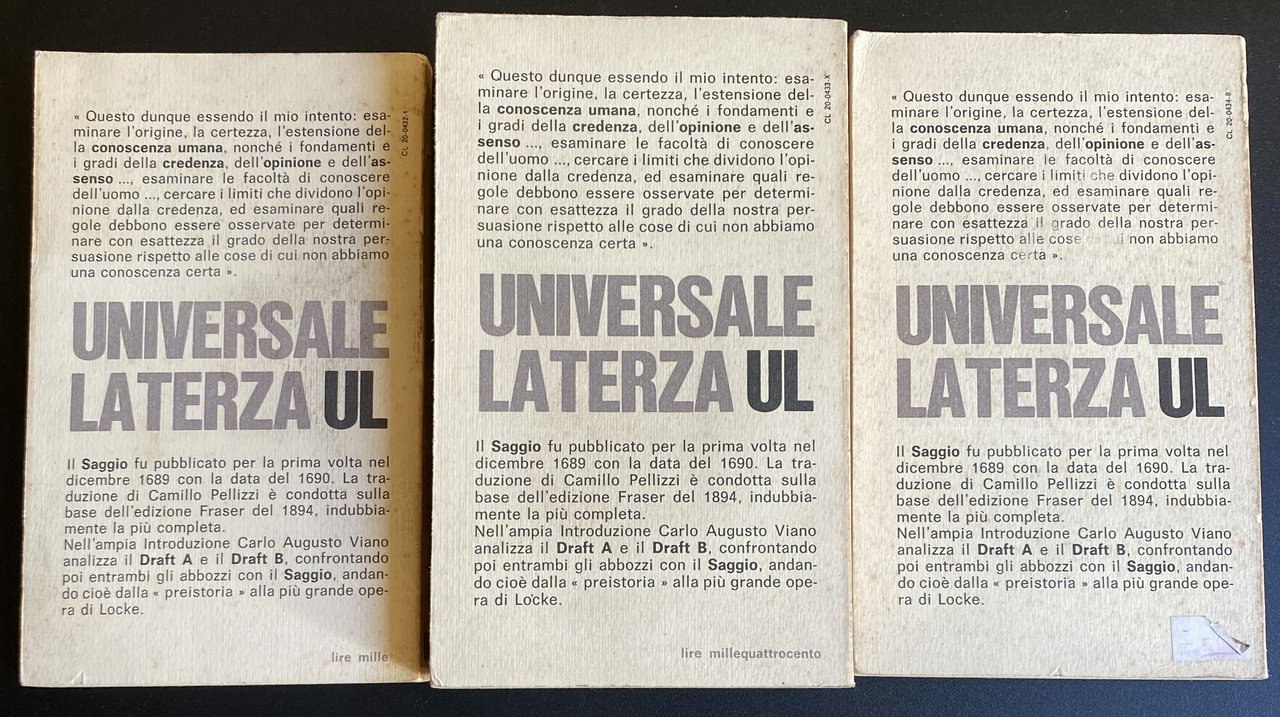 « Questo dunque essendo il mio intento: esa-
minare l'origine, la certezza, l'estensione del-
la conoscenza umana, nonché i fondamenti e
i gradi della credenza, dell'opinione e dell'as-
senso ..., esaminare le facoltà di conoscere
dell'uomo ..., cercare i limiti che dividono l'opi-
nione dalla credenza, ed esaminare quali re-
gole debbono essere osservate per determi-
nare con esattezza il grado della nostra per-
suasione rispetto alle cose di cui non abbiamo
una conoscenza certa ».
CL 20-0432-1
UNIVERSALE
LATERZA UL
Il Saggio fu pubblicato per la prima volta nel
dicembre 1689 con la data del 1690. La tra-
duzione di Camillo Pellizzi è condotta sulla
base dell'edizione Fraser del 1894, indubbia-
mente la più completa.
Nell'ampia Introduzione Carlo Augusto Viano
analizza il Draft A e il Draft B, confrontando
poi entrambi gli abbozzi con il Saggio, andan-
do cioè dalla « preistoria » alla più grande ope-
ra di Locke.
lire mille
« Questo dunque essendo il mio intento: esa-
minare l'origine, la certezza, l'estensione del-
la conoscenza umana, nonché i fondamenti e
i gradi della credenza, dell'opinione e dell'as-
senso ..., esaminare le facoltà di conoscere
dell'uomo ..., cercare i limiti che dividono l'opi-
nione dalla credenza, ed esaminare quali re-
gole debbono essere osservate per determi-
nare con esattezza il grado della nostra per-
suasione rispetto alle cose di cui non abbiamo
una conoscenza certa ».
CL 20-0433-X
UNIVERSALE
LATERZA UL
Il Saggio fu pubblicato per la prima volta nel
dicembre 1689 con la data del 1690. La tra-
duzione di Camillo Pellizzi è condotta sulla
base dell'edizione Fraser del 1894, indubbia-
mente la più completa.
Nell'ampia Introduzione Carlo Augusto Viano
analizza il Draft A e il Draft B, confrontando
poi entrambi gli abbozzi con il Saggio, andan-
do cioè dalla « preistoria » alla più grande ope-
ra di Locke.
lire millequattrocento
« Questo dunque essendo il mio intento: esa-
minare l'origine, la certezza, l'estensione del-
la conoscenza umana, nonché i fondamenti e
i gradi della credenza, dell'opinione e dell'as-
senso ..., esaminare le facoltà di conoscere
dell'uomo ..., cercare i limiti che dividono l'opi-
nione dalla credenza, ed esaminare quali re-
gole debbono essere osservate per determi-
nare con esattezza il grado della nostra per-
suasione rispetto alle cose di cui non abbiamo
una conoscenza certa ».
CL 20-0434-8
UNIVERSALE
LATERZA UL
Il Saggio fu pubblicato per la prima volta nel
dicembre 1689 con la data del 1690. La tra-
duzione di Camillo Pellizzi è condotta sulla
base dell'edizione Fraser del 1894, indubbia-
mente la più completa.
Nell'ampia Introduzione Carlo Augusto Viano
analizza il Draft A e il Draft B, confrontando
poi entrambi gli abbozzi con il Saggio, andan-
do cioè dalla « preistoria » alla più grande ope-
ra di Locke.